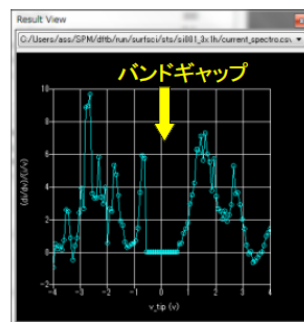 Result View
C:/Users/ass/SPM/dftb/run/surfsci/sts/si001_3x1h/current_spectro.csv
バンドギャップ
10
8
6
4
2
0
-2
(dI/dV)/(I/V)
-4 -3 -2 -1 0 1 2 3 4
v_tip (v)